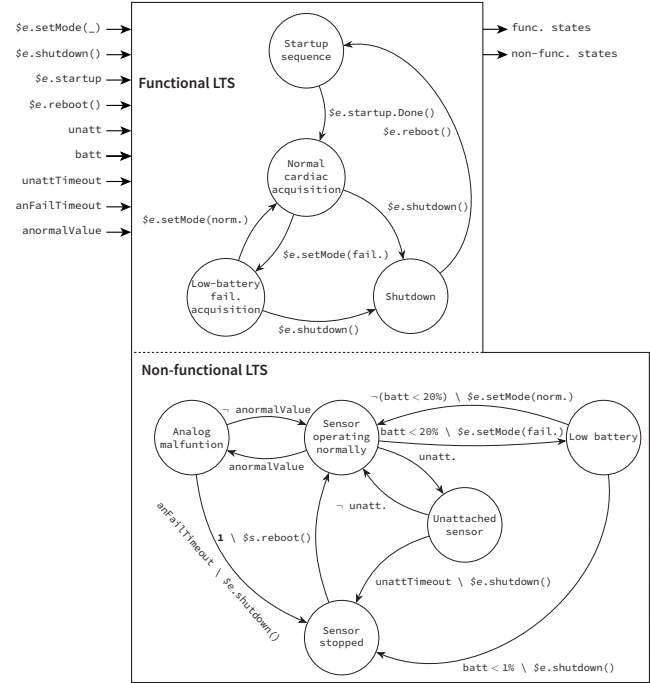 $e.setMode(_)
$e.shutdown()
$e.startup
$e.reboot()
unatt
batt
unattTimeout
anFailTimeout
anormalValue
func. states
non-func. states
Functional LTS
Startup
sequence
$e.startup.Done()
$e.reboot()
Normal
cardiac
acquisition
$e.setMode(norm.)
$e.shutdown()
$e.setMode(fail.)
Low-battery
fail.
acquisition
Shutdown
$e.shutdown()
Non-functional LTS
¬(batt < 20%) \ $e.setMode(norm.)
¬ anormalValue
Analog
malfuntion
Sensor
operating
normally
batt < 20% \ $e.setMode(fail.)
Low battery
anormalValue
unatt.
¬ unatt.
Unattached
sensor
anFailTimeout \ $e.shutdown()
1 \ $s.reboot()
unattTimeout \ $e.shutdown()
Sensor
stopped
batt < 1% \ $e.shutdown()